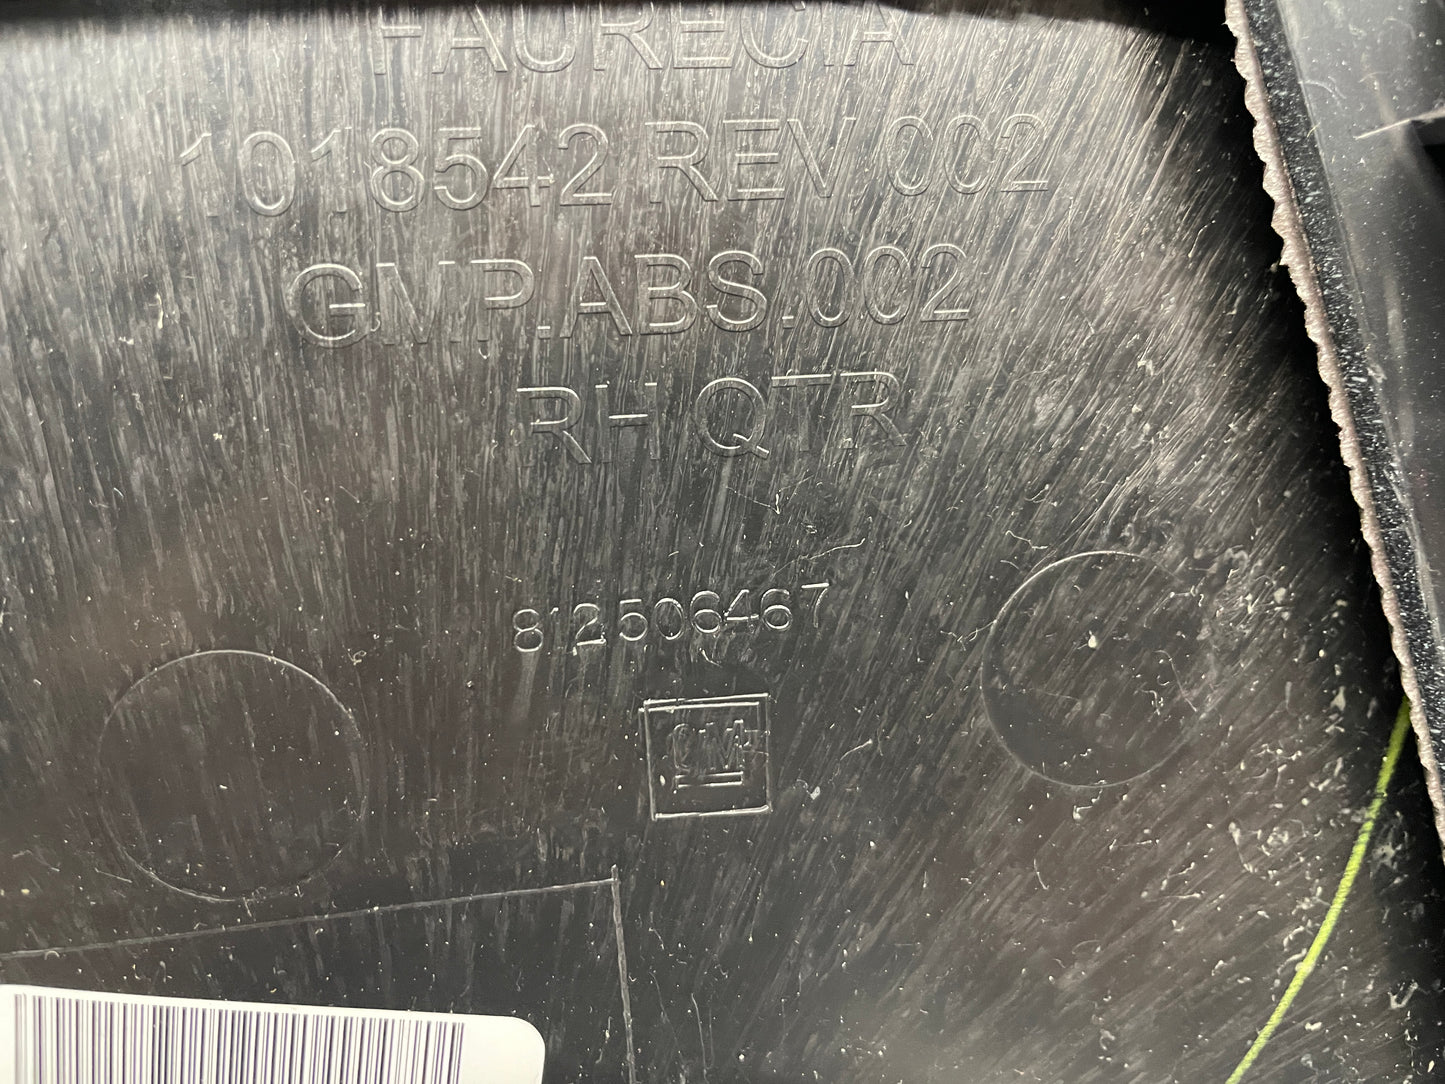 FAURECIA
1018542 REV.002
GMP.ABS.002
RH QTR
812506467
GM